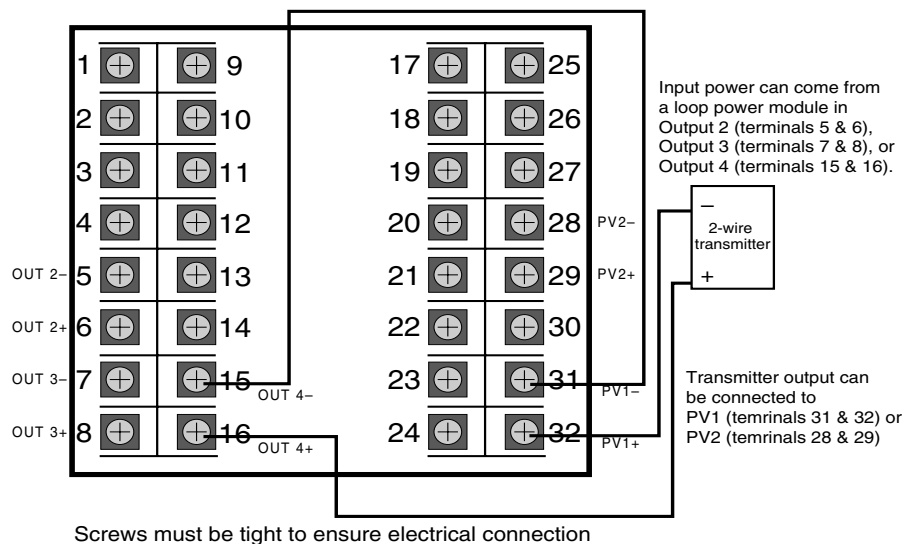 1 9 17 25
2 10 18 26
3 11 19 27
4 12 20 28 PV2–
OUT 2– 5 13 21 29 PV2+
OUT 2+ 6 14 22 30
OUT 3– 7 15 OUT 4– 23 31 PV1–
OUT 3+ 8 16 OUT 4+ 24 32 PV1+
Input power can come from
a loop power module in
Output 2 (terminals 5 & 6),
Output 3 (terminals 7 & 8), or
Output 4 (terminals 15 & 16).
–
2-wire
transmitter
+
Transmitter output can
be connected to
PV1 (temrinals 31 & 32) or
PV2 (temrinals 28 & 29)
Screws must be tight to ensure electrical connection